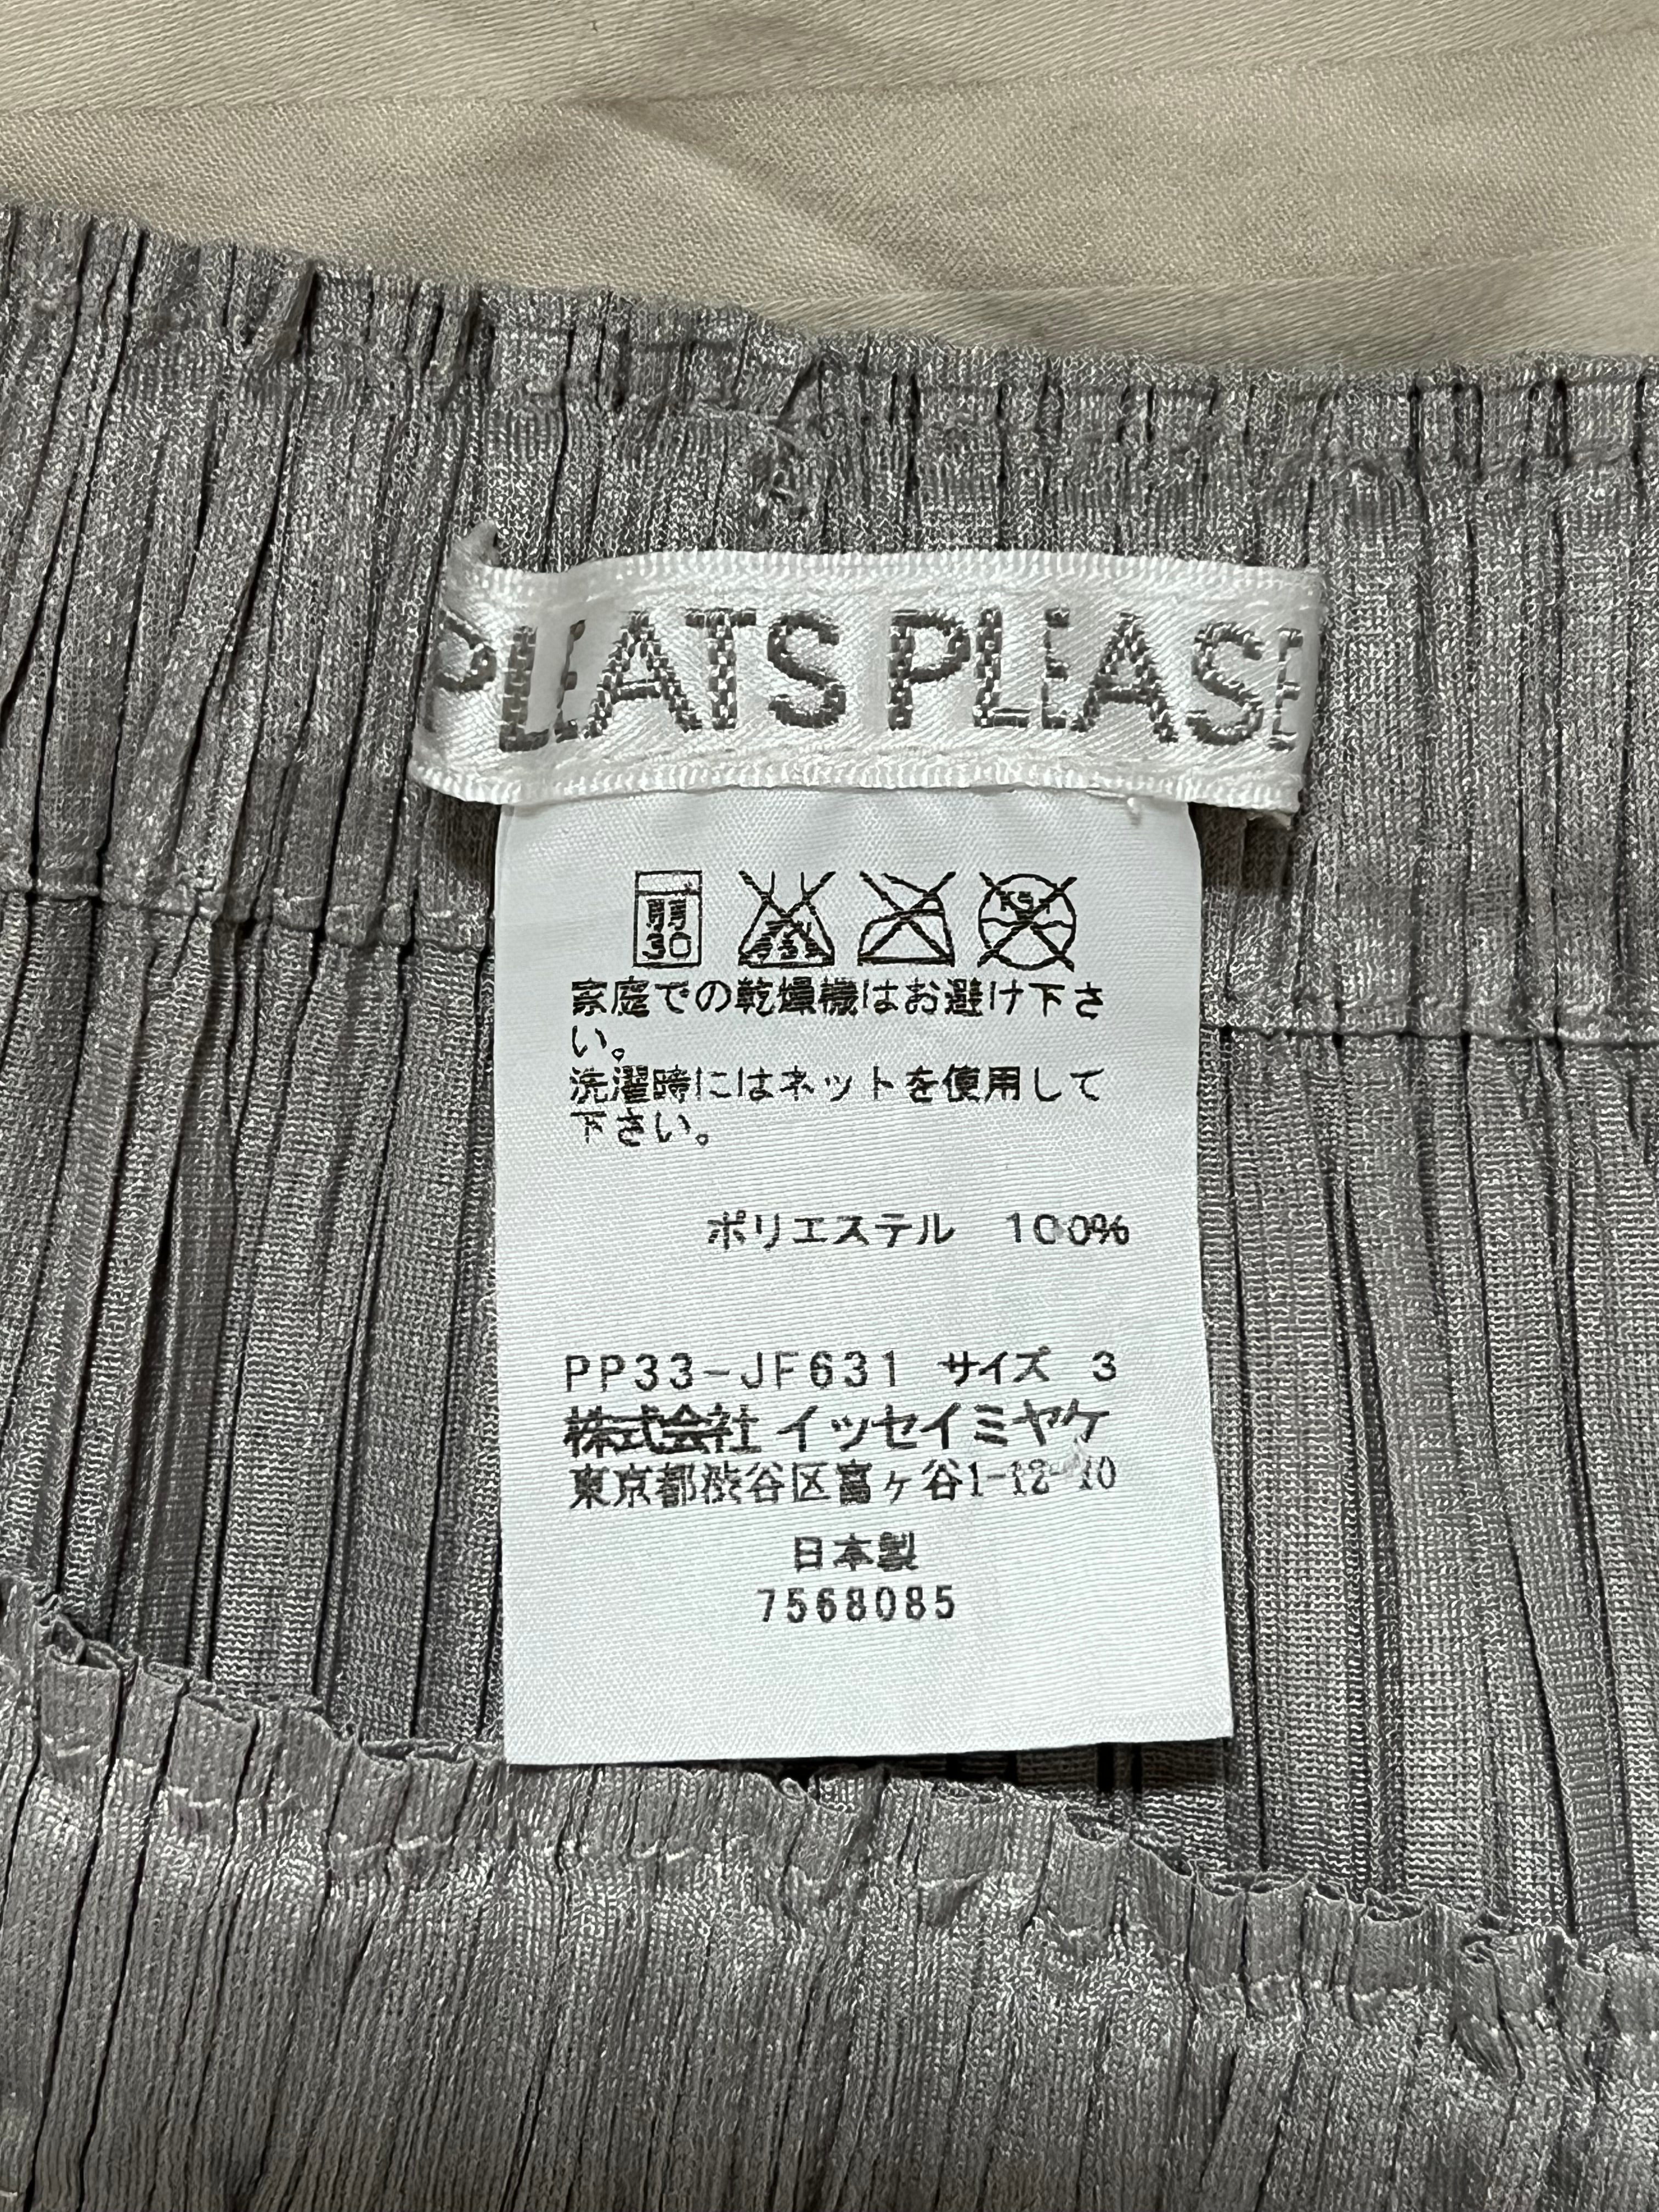 PLEATS PLEASE
30
家庭での乾燥機はお避け下さ
い。
洗濯時にはネットを使用して
下さい。
ポリエステル 100%
PP33-JF631 サイズ 3
株式会社 イッセイミヤケ
東京都渋谷区富ヶ谷1-12-10
日本製
7568085